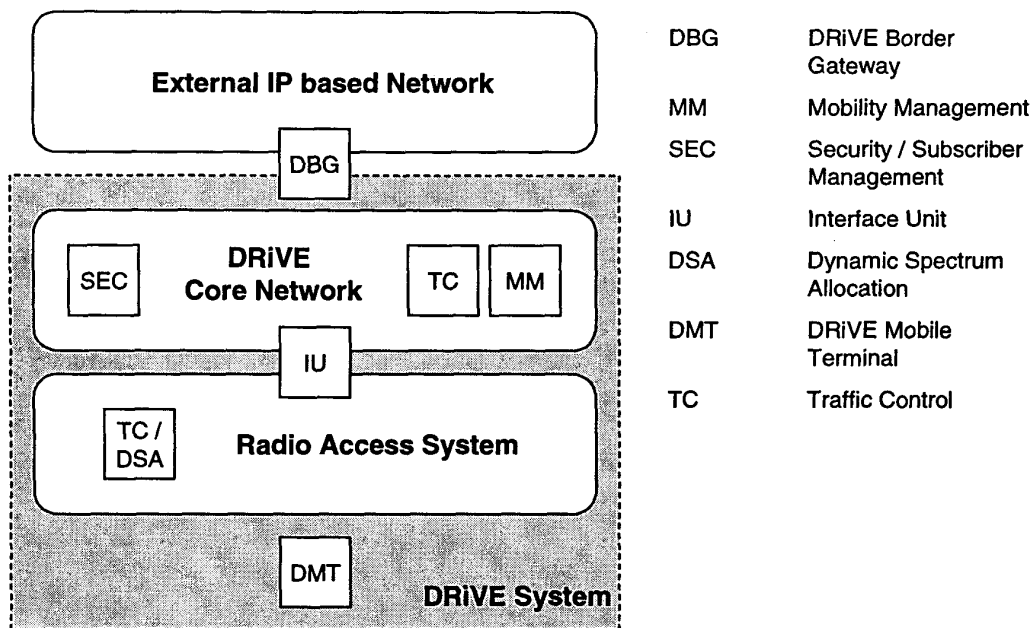 External IP based Network
DBG
DRiVE
Core Network
SEC
TC
MM
IU
TC /
DSA
Radio Access System
DMT
DRiVE System
DBG DRiVE Border
Gateway
MM Mobility Management
SEC Security / Subscriber
Management
IU Interface Unit
DSA Dynamic Spectrum
Allocation
DMT DRiVE Mobile
Terminal
TC Traffic Control